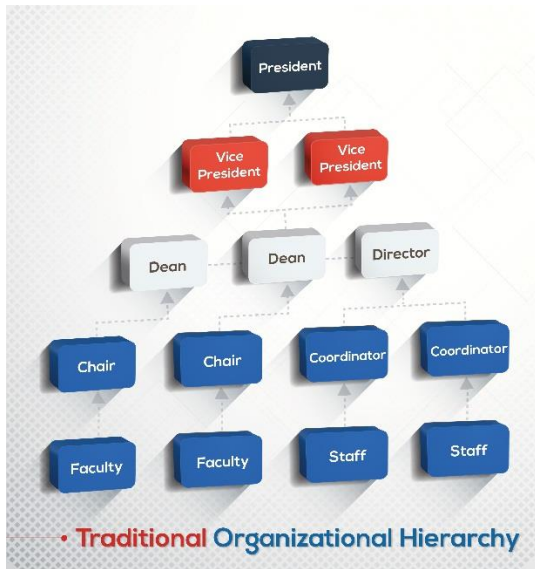 President
Vice
President
Vice
President
Dean
Dean
Director
Chair
Chair
Coordinator
Coordinator
Faculty
Faculty
Staff
Staff
• Traditional Organizational Hierarchy